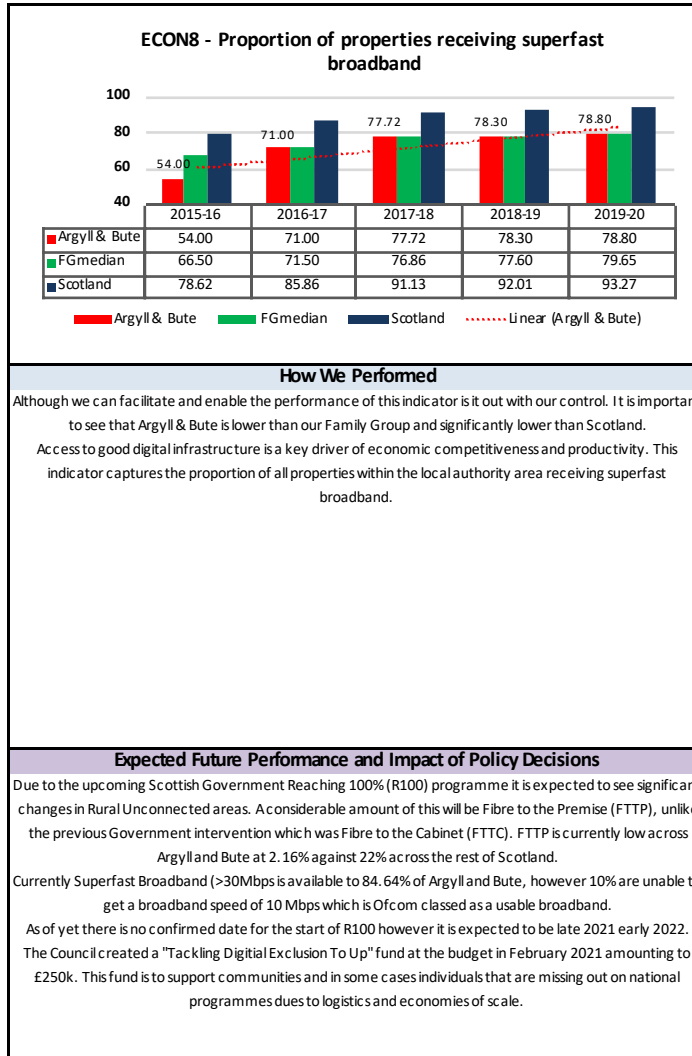 ECON8 - Proportion of properties receiving superfast
broadband
100
80
60
40
54.00
71.00
77.72
78.30
78.80
2015-16 2016-17 2017-18 2018-19 2019-20
Argyll & Bute 54.00 71.00 77.72 78.30 78.80
FGmedian 66.50 71.50 76.86 77.60 79.65
Scotland 78.62 85.86 91.13 92.01 93.27
Argyll & Bute FGmedian Scotland Linear (Argyll & Bute)
How We Performed
Although we can facilitate and enable the performance of this indicator is it out with our control. It is importan
to see that Argyll & Bute is lower than our Family Group and significantly lower than Scotland.
Access to good digital infrastructure is a key driver of economic competitiveness and productivity. This
indicator captures the proportion of all properties within the local authority area receiving superfast
broadband.
Expected Future Performance and Impact of Policy Decisions
Due to the upcoming Scottish Government Reaching 100% (R100) programme it is expected to see significan
changes in Rural Unconnected areas. A considerable amount of this will be Fibre to the Premise (FTTP), unlik
the previous Government intervention which was Fibre to the Cabinet (FTTC). FTTP is currently low across
Argyll and Bute at 2.16% against 22% across the rest of Scotland.
Currently Superfast Broadband (>30Mbps is available to 84.64% of Argyll and Bute, however 10% are unable t
get a broadband speed of 10 Mbps which is Ofcom classed as a usable broadband.
As of yet there is no confirmed date for the start of R100 however it is expected to be late 2021 early 2022.
The Council created a "Tackling Digitial Exclusion To Up" fund at the budget in February 2021 amounting to
£250k. This fund is to support communities and in some cases individuals that are missing out on national
programmes dues to logistics and economies of scale.